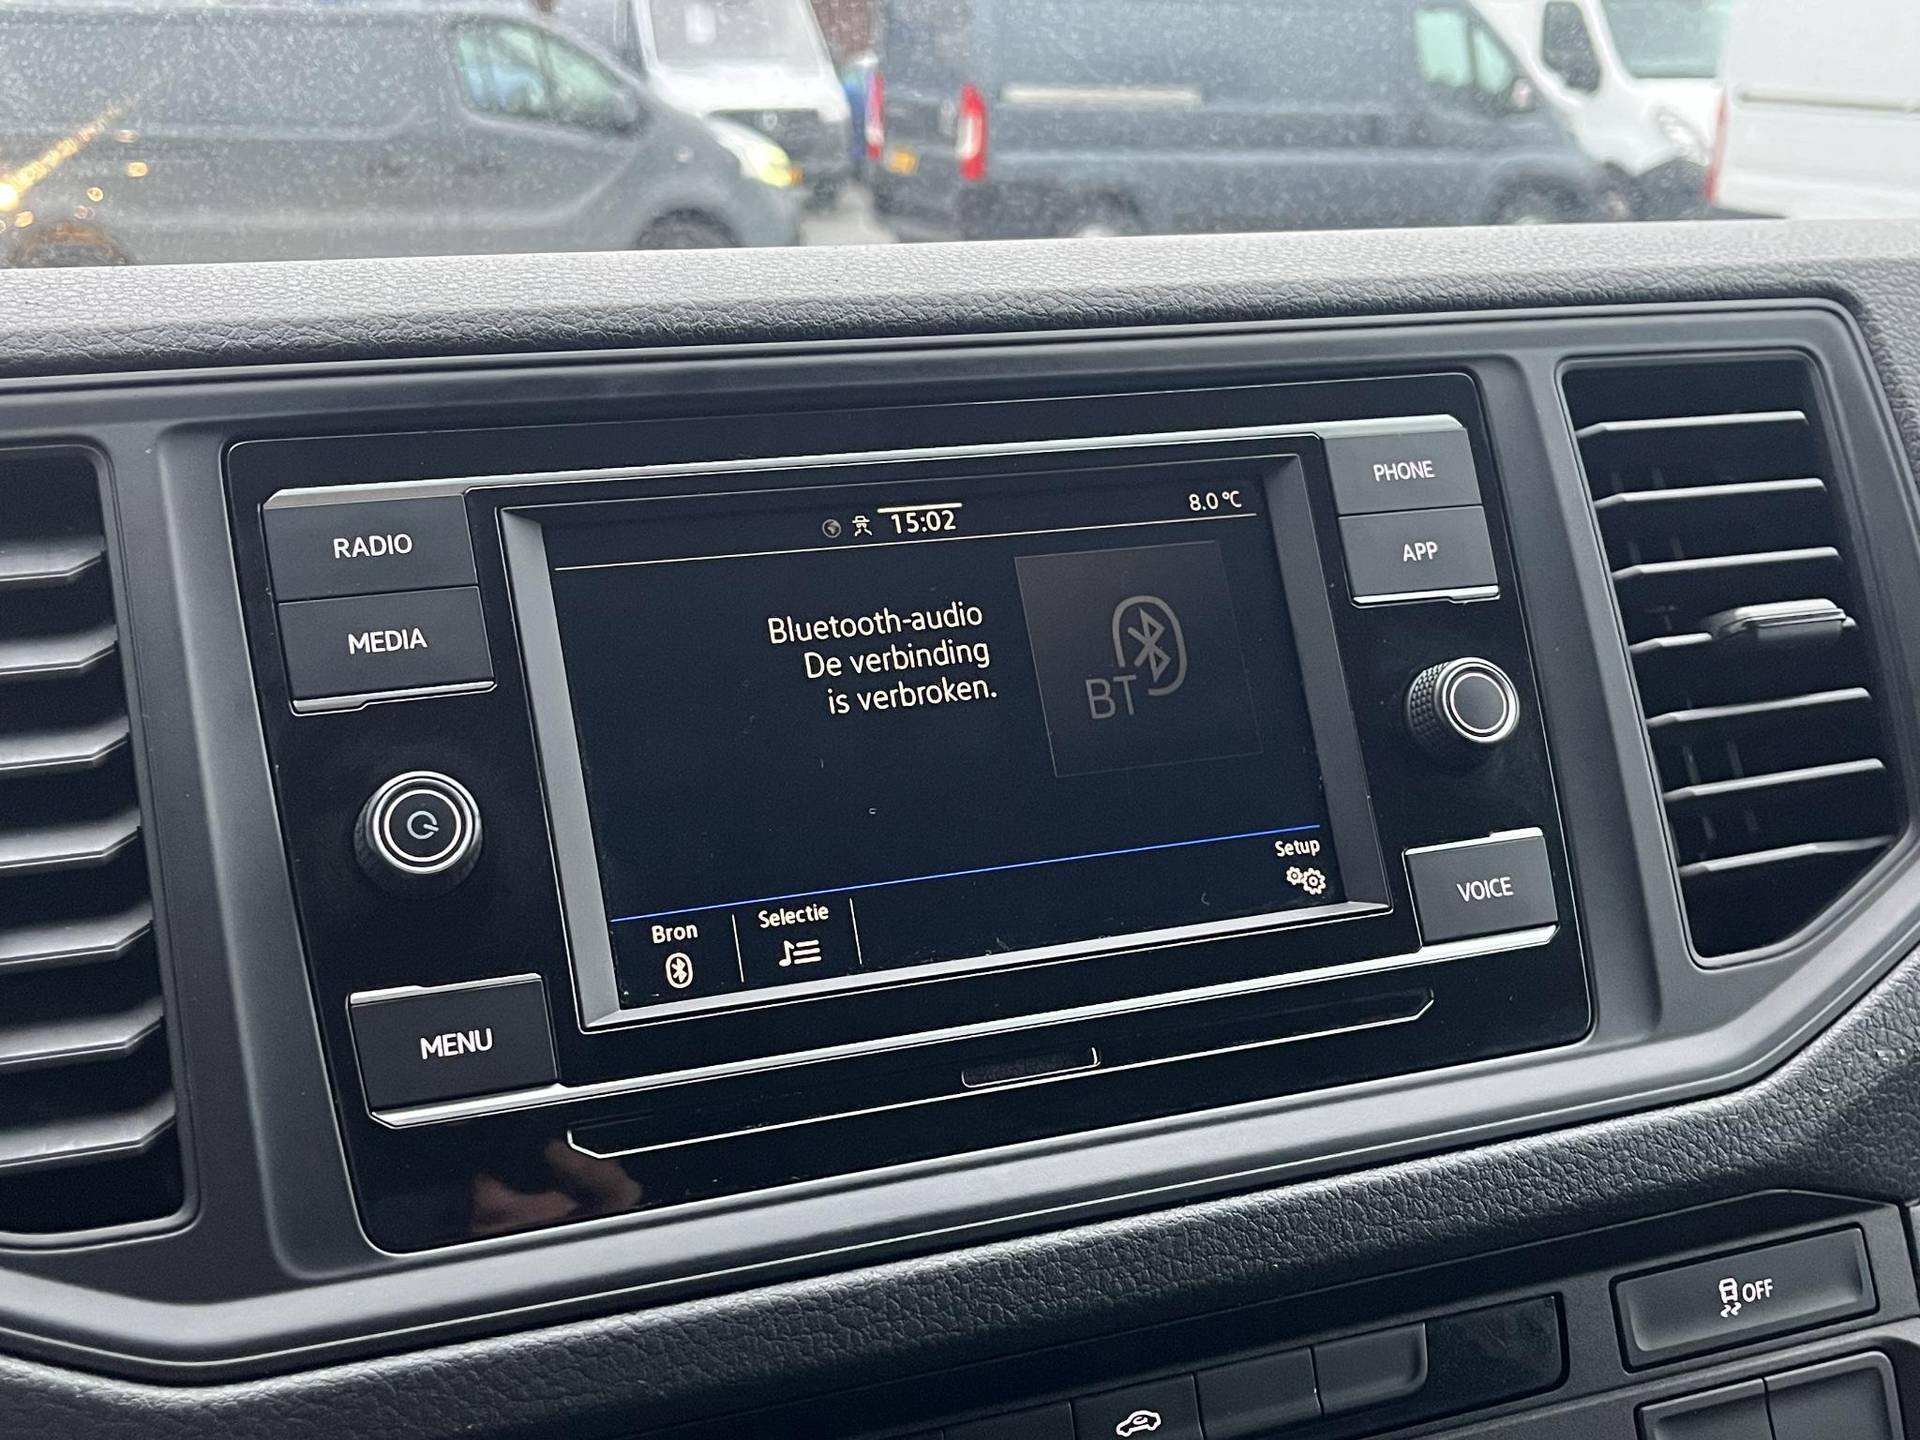 RADIO
MEDIA
MENU
15:02
8.0 °C
Bluetooth-audio
De verbinding
is verbroken.
BT
Bron
Selectie
Setup
PHONE
APP
VOICE
OFF